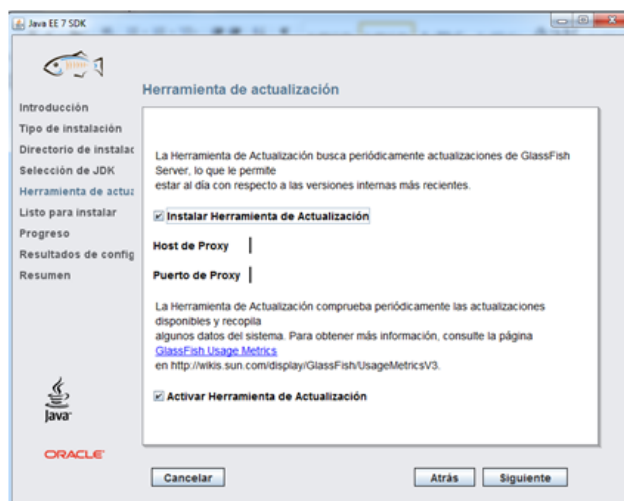 Java EE 7 SDK
Herramienta de actualización
Introducción
Tipo de instalación
Directorio de instalac
Selección de JDK
Herramienta de actua
Listo para instalar
Progreso
Resultados de config
Resumen
La Herramienta de Actualización busca periódicamente actualizaciones de GlassFish
Server, lo que le permite
estar al día con respecto a las versiones internas más recientes.
Instalar Herramienta de Actualización
Host de Proxy
Puerto de Proxy
La Herramienta de Actualización comprueba periódicamente las actualizaciones
disponibles y recopila
algunos datos del sistema. Para obtener más información, consulte la página
GlassFish Usage Metrics
en http://wikis.sun.com/display/GlassFish/UsageMetricsV3.
Activar Herramienta de Actualización
Java
ORACLE
Cancelar
Atrás
Siguiente